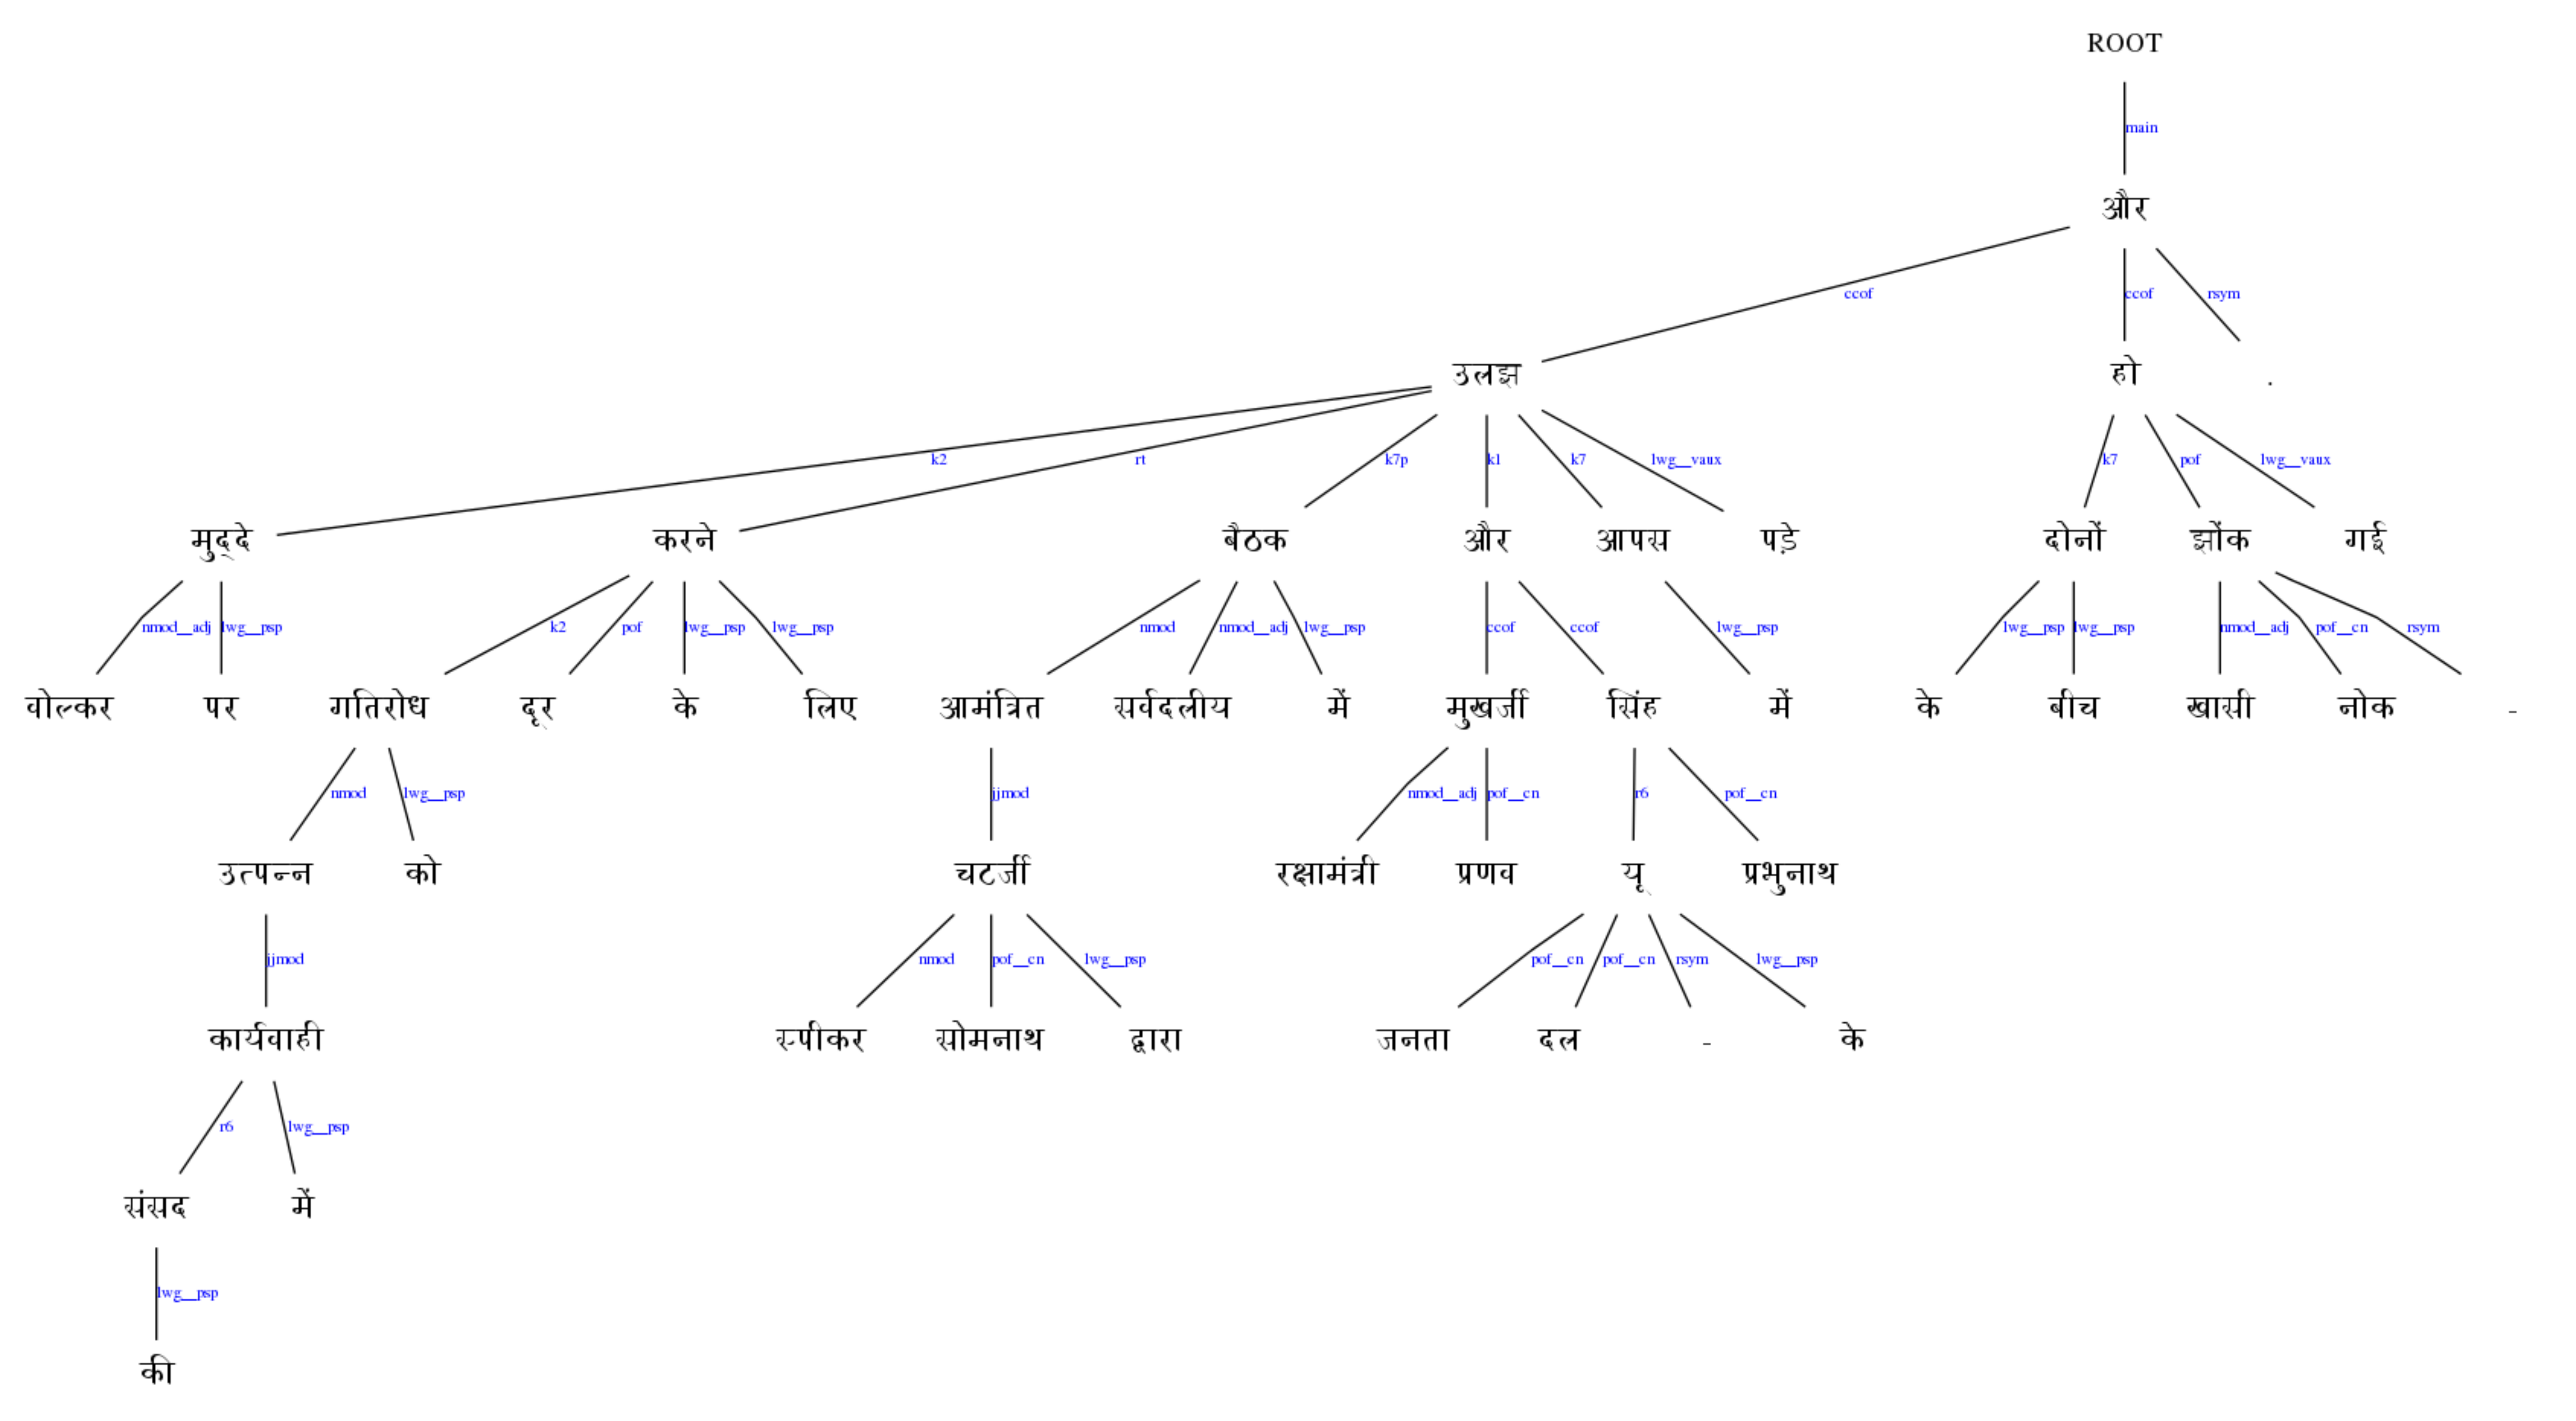 ROOT
main
और
ccof ccof rsym
उलझ हो .
k2 rt k7p k1 k7 lwg__vaux k7 pof lwg__vaux
मुद्दे करने बैठक और आपस पड़े दोनों झोंक गई
nmod__adj lwg__psp k2 pof lwg__psp lwg__psp nmod nmod__adj lwg__psp ccof ccof lwg__psp lwg__psp lwg__psp nmod__adj pof__cn rsym
वोल्कर पर गतिरोध दूर के लिए आमंत्रित सर्वदलीय में मुखर्जी सिंह में के बीच खासी नोक -
nmod lwg__psp jjmod nmod__adj pof__cn r6 pof__cn
उत्पन्न को चटर्जी रक्षामंत्री प्रणव यू प्रभुनाथ
jjmod nmod pof__cn lwg__psp pof__cn pof__cn rsym lwg__psp
कार्यवाही स्पीकर सोमनाथ द्वारा जनता दल - के
r6 lwg__psp
संसद में
lwg__psp
की